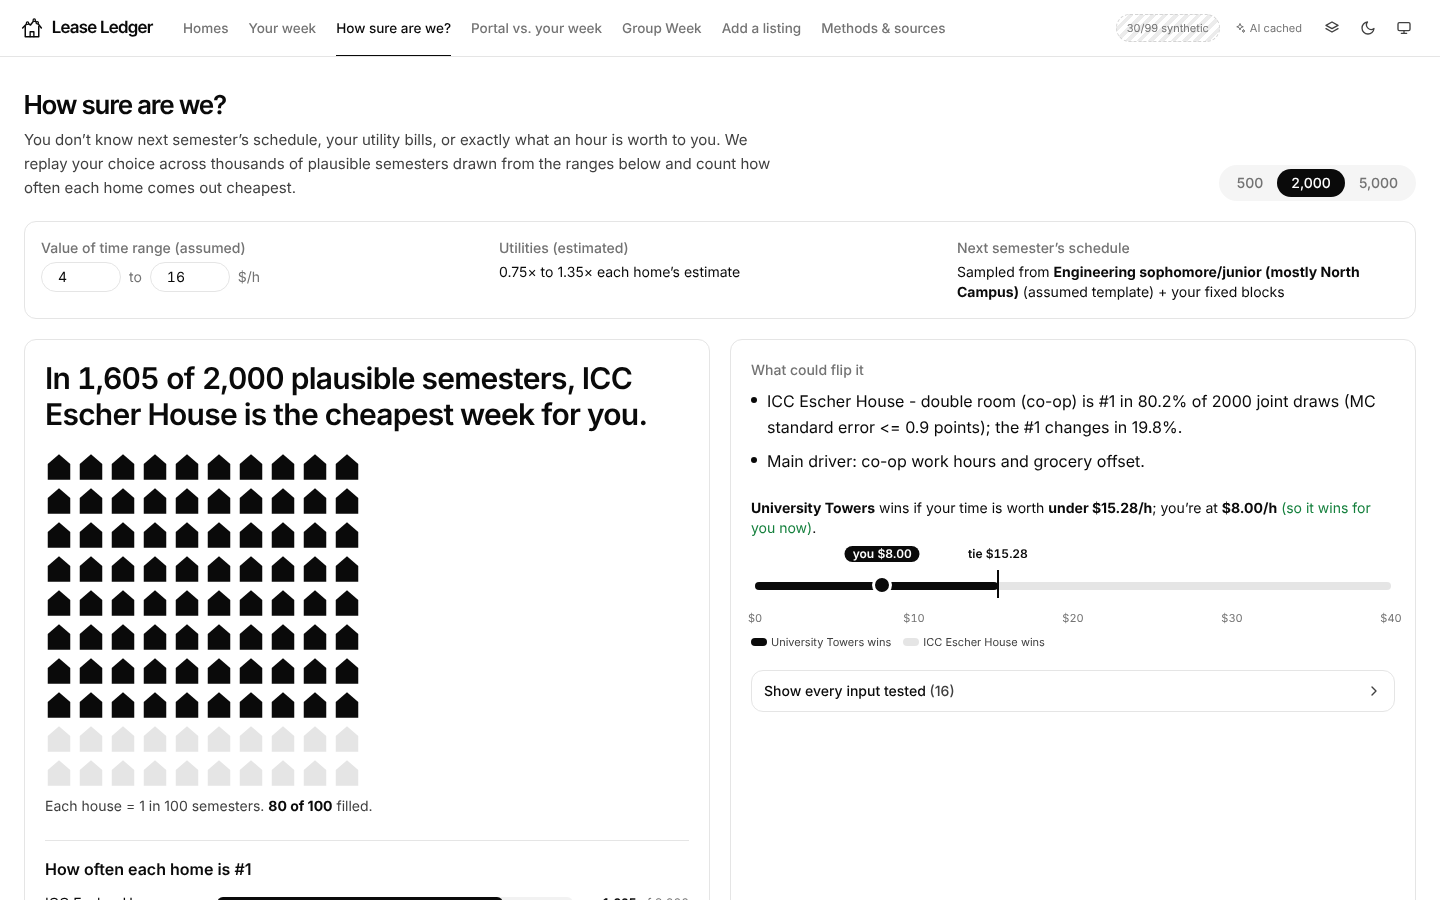 Lease Ledger
Homes
Your week
How sure are we?
Portal vs. your week
Group Week
Add a listing
Methods & sources
30/99 synthetic
AI cached
How sure are we?
You don’t know next semester’s schedule, your utility bills, or exactly what an hour is worth to you. We
replay your choice across thousands of plausible semesters drawn from the ranges below and count how
often each home comes out cheapest.
500
2,000
5,000
Value of time range (assumed)
4 to 16 $/h
Utilities (estimated)
0.75× to 1.35× each home’s estimate
Next semester’s schedule
Sampled from Engineering sophomore/junior (mostly North
Campus) (assumed template) + your fixed blocks
In 1,605 of 2,000 plausible semesters, ICC
Escher House is the cheapest week for you.
Each house = 1 in 100 semesters. 80 of 100 filled.
How often each home is #1
What could flip it
ICC Escher House - double room (co-op) is #1 in 80.2% of 2000 joint draws (MC
standard error <= 0.9 points); the #1 changes in 19.8%.
Main driver: co-op work hours and grocery offset.
University Towers wins if your time is worth under $15.28/h; you’re at $8.00/h (so it wins for
you now).
you $8.00
tie $15.28
$0
$10
$20
$30
$40
University Towers wins
ICC Escher House wins
Show every input tested (16)